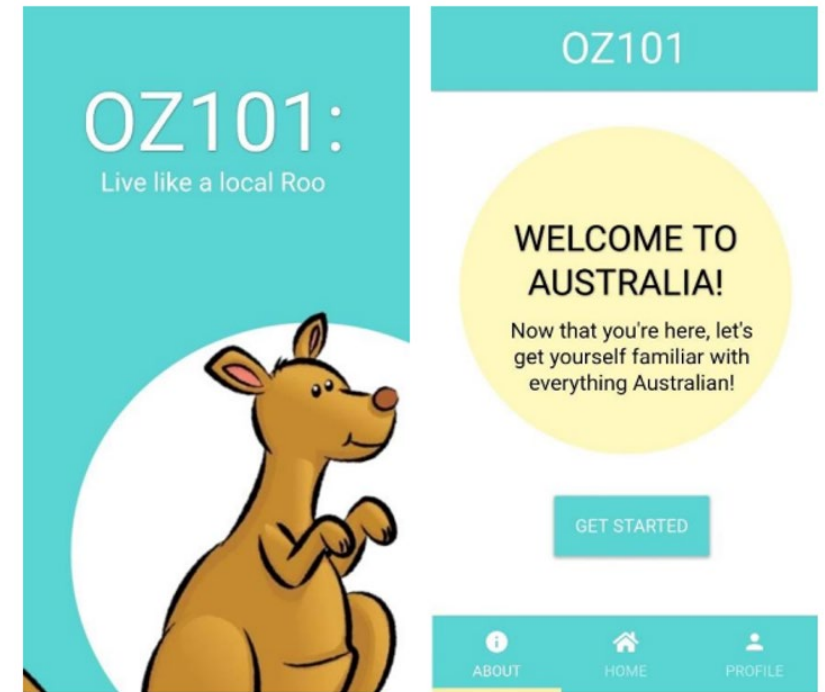 OZ101:
Live like a local Roo
OZ101
WELCOME TO
AUSTRALIA!
Now that you're here, let's
get yourself familiar with
everything Australian!
GET STARTED
ABOUT
HOME
PROFILE